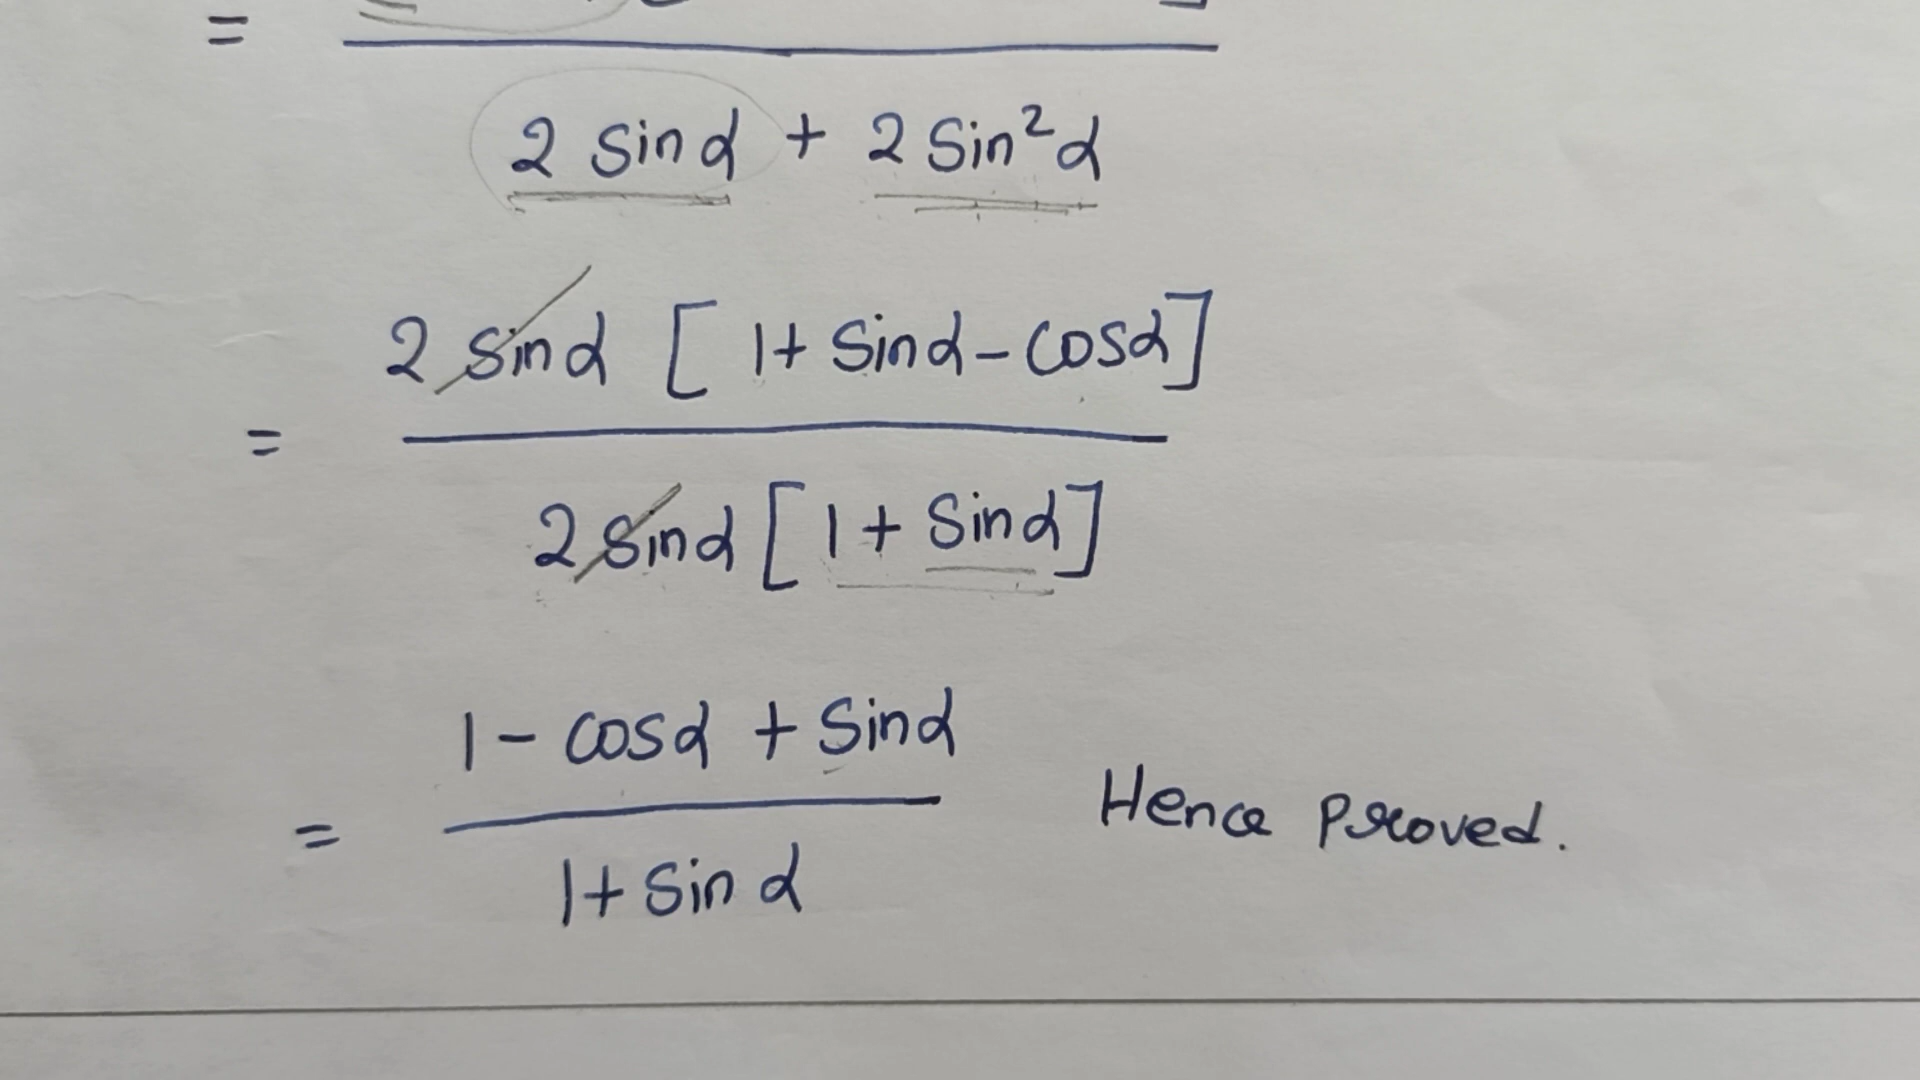 =
2 sinα + 2 Sin²α
2 sinα [ 1+ Sinα - cosα]
=
2 sinα [ 1 + Sinα]
1 - cosα + Sinα
=
Hence Proved.
1+ Sin α